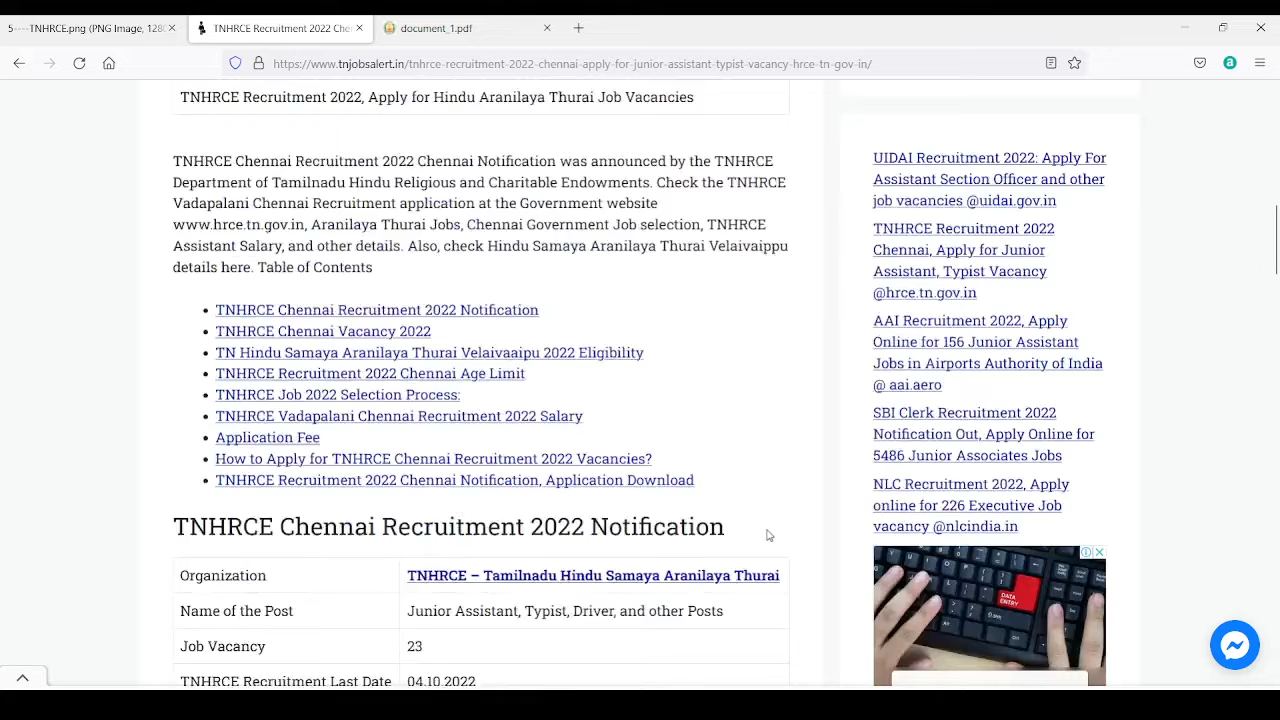 5----TNHRCE.png (PNG Image, 128
TNHRCE Recruitment 2022 Che
document_1.pdf
https://www.tnjobsalert.in/tnhrce-recruitment-2022-chennai-apply-for-junior-assistant-typist-vacancy-hrce-tn-gov-in/
a
TNHRCE Recruitment 2022, Apply for Hindu Aranilaya Thurai Job Vacancies
TNHRCE Chennai Recruitment 2022 Chennai Notification was announced by the TNHRCE
Department of Tamilnadu Hindu Religious and Charitable Endowments. Check the TNHRCE
Vadapalani Chennai Recruitment application at the Government website
www.hrce.tn.gov.in, Aranilaya Thurai Jobs, Chennai Government Job selection, TNHRCE
Assistant Salary, and other details. Also, check Hindu Samaya Aranilaya Thurai Velaivaippu
details here. Table of Contents
TNHRCE Chennai Recruitment 2022 Notification
TNHRCE Chennai Vacancy 2022
TN Hindu Samaya Aranilaya Thurai Velaivaaipu 2022 Eligibility
TNHRCE Recruitment 2022 Chennai Age Limit
TNHRCE Job 2022 Selection Process:
TNHRCE Vadapalani Chennai Recruitment 2022 Salary
Application Fee
How to Apply for TNHRCE Chennai Recruitment 2022 Vacancies?
TNHRCE Recruitment 2022 Chennai Notification, Application Download
TNHRCE Chennai Recruitment 2022 Notification
Organization TNHRCE – Tamilnadu Hindu Samaya Aranilaya Thurai
Name of the Post Junior Assistant, Typist, Driver, and other Posts
Job Vacancy 23
TNHRCE Recruitment Last Date 04.10.2022
UIDAI Recruitment 2022: Apply For
Assistant Section Officer and other
job vacancies @uidai.gov.in
TNHRCE Recruitment 2022
Chennai, Apply for Junior
Assistant, Typist Vacancy
@hrce.tn.gov.in
AAI Recruitment 2022, Apply
Online for 156 Junior Assistant
Jobs in Airports Authority of India
@ aai.aero
SBI Clerk Recruitment 2022
Notification Out, Apply Online for
5486 Junior Associates Jobs
NLC Recruitment 2022, Apply
online for 226 Executive Job
vacancy @nlcindia.in
DATA
ENTRY